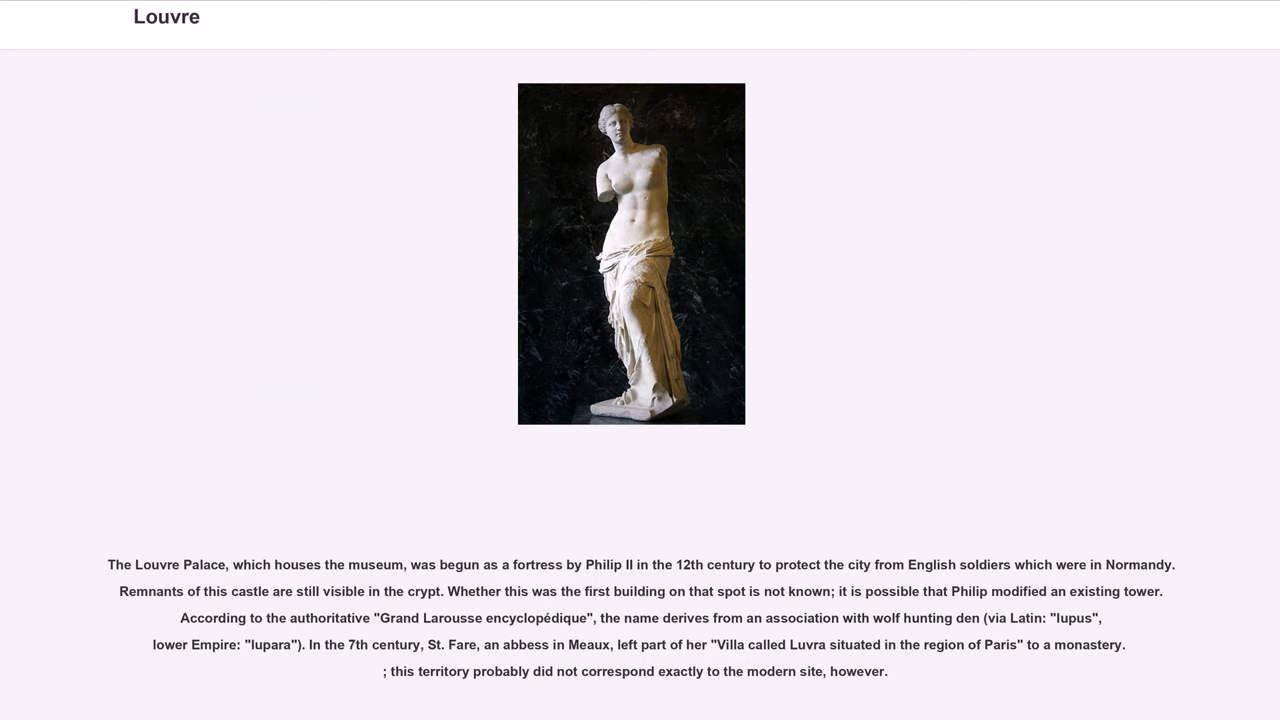 Louvre
The Louvre Palace, which houses the museum, was begun as a fortress by Philip II in the 12th century to protect the city from English soldiers which were in Normandy.
Remnants of this castle are still visible in the crypt. Whether this was the first building on that spot is not known; it is possible that Philip modified an existing tower.
According to the authoritative "Grand Larousse encyclopédique", the name derives from an association with wolf hunting den (via Latin: "lupus",
lower Empire: "lupara"). In the 7th century, St. Fare, an abbess in Meaux, left part of her "Villa called Luvra situated in the region of Paris" to a monastery.
; this territory probably did not correspond exactly to the modern site, however.